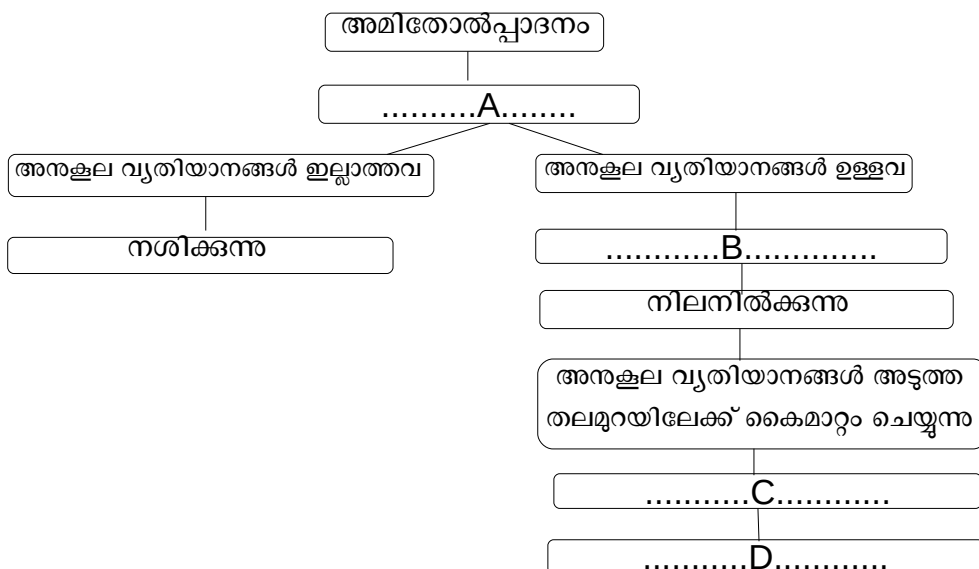 അമിതോൽപ്പാദനം
..........A........
അനുകൂല വ്യതിയാനങ്ങൾ ഇല്ലാത്തവ
അനുകൂല വ്യതിയാനങ്ങൾ ഉള്ളവ
നശിക്കുന്നു
............B..............
നിലനിൽക്കുന്നു
അനുകൂല വ്യതിയാനങ്ങൾ അടുത്ത
തലമുറയിലേക്ക് കൈമാറ്റം ചെയ്യുന്നു
...........C............
...........D............